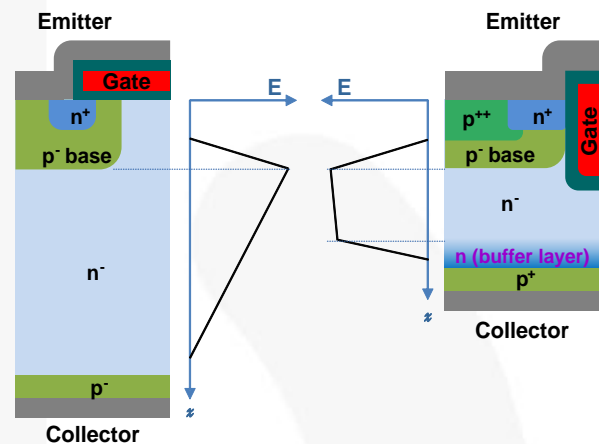 Emitter
Gate
n+
p- base
n-
p-
Collector
E
z
E
z
Emitter
p++
n+
Gate
p- base
n-
n (buffer layer)
p+
Collector